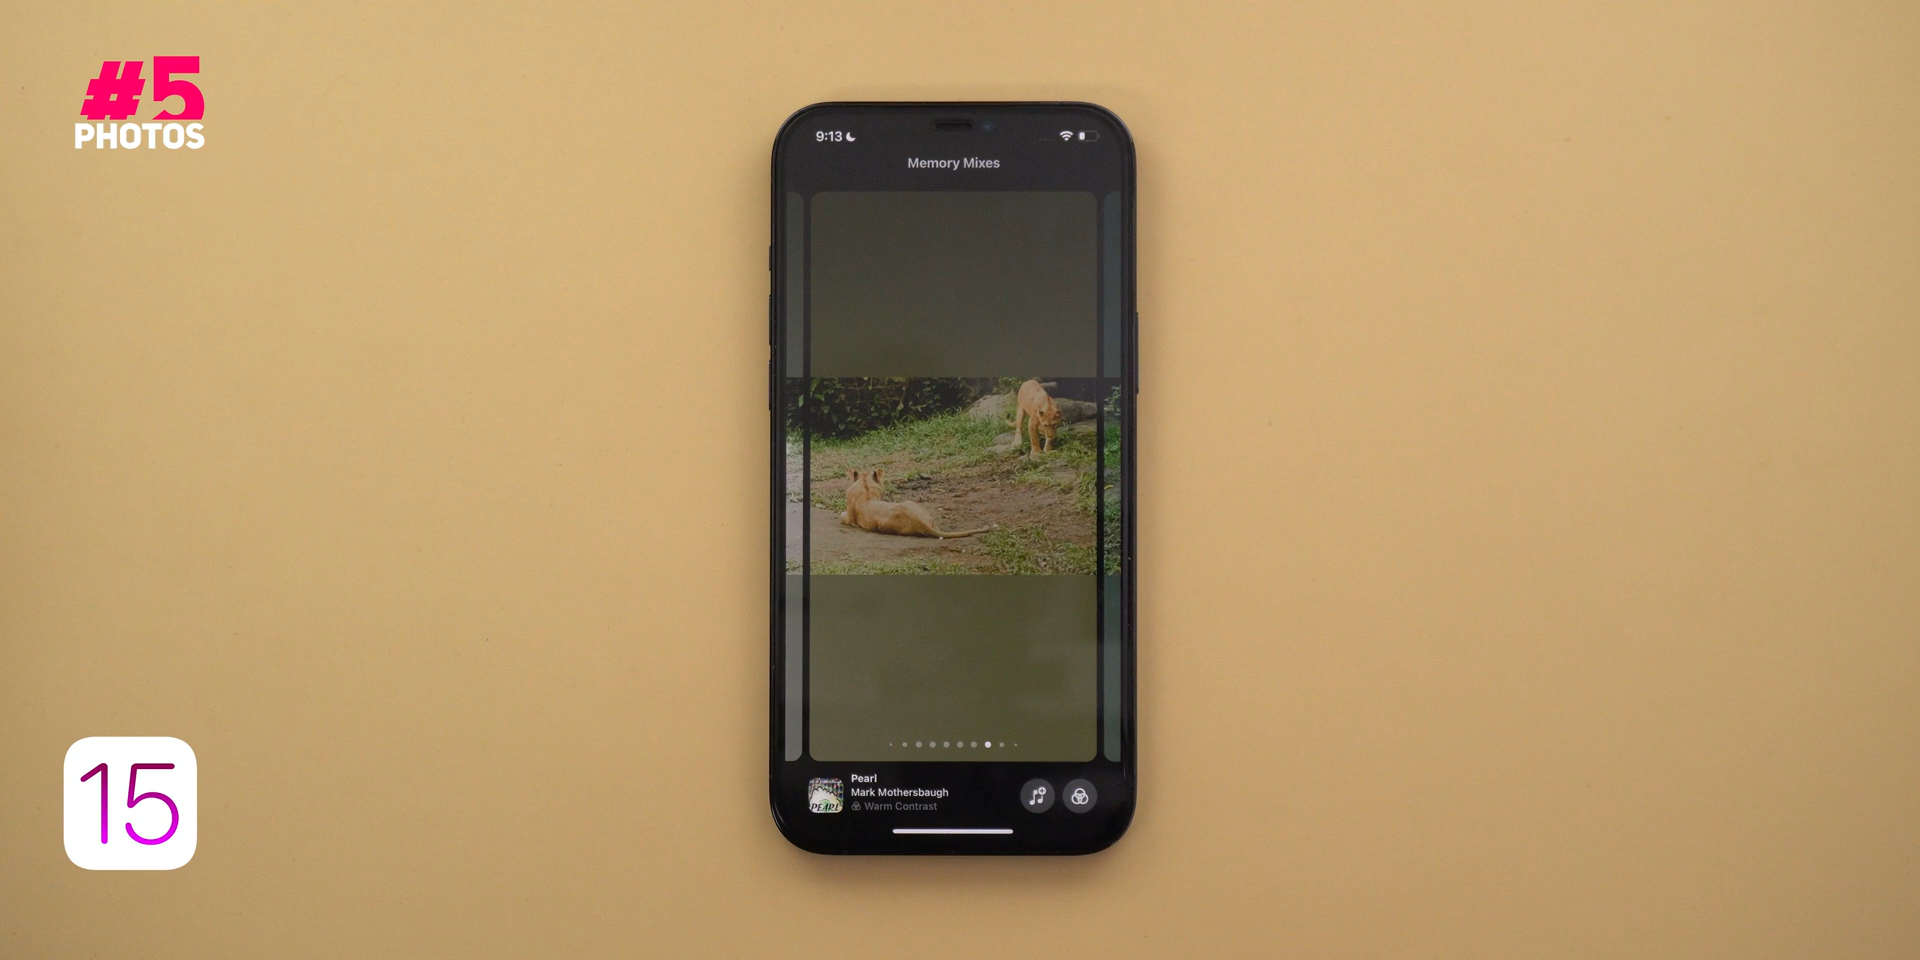 #5
PHOTOS
9:13
Memory Mixes
Pearl
Mark Mothersbaugh
Warm Contrast
PEARL
15